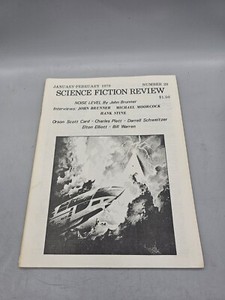 JANUARY-FEBRUARY 1979 NUMBER 30
SCIENCE FICTION REVIEW
$1.50
NOISE LEVEL By John Brunner
Interviews: JOHN BRUNNER MICHAEL MOORCOCK
HANK STINE
Orson Scott Card - Charles Platt - Darrell Schweitzer
Elton Elliott - Bill Warren